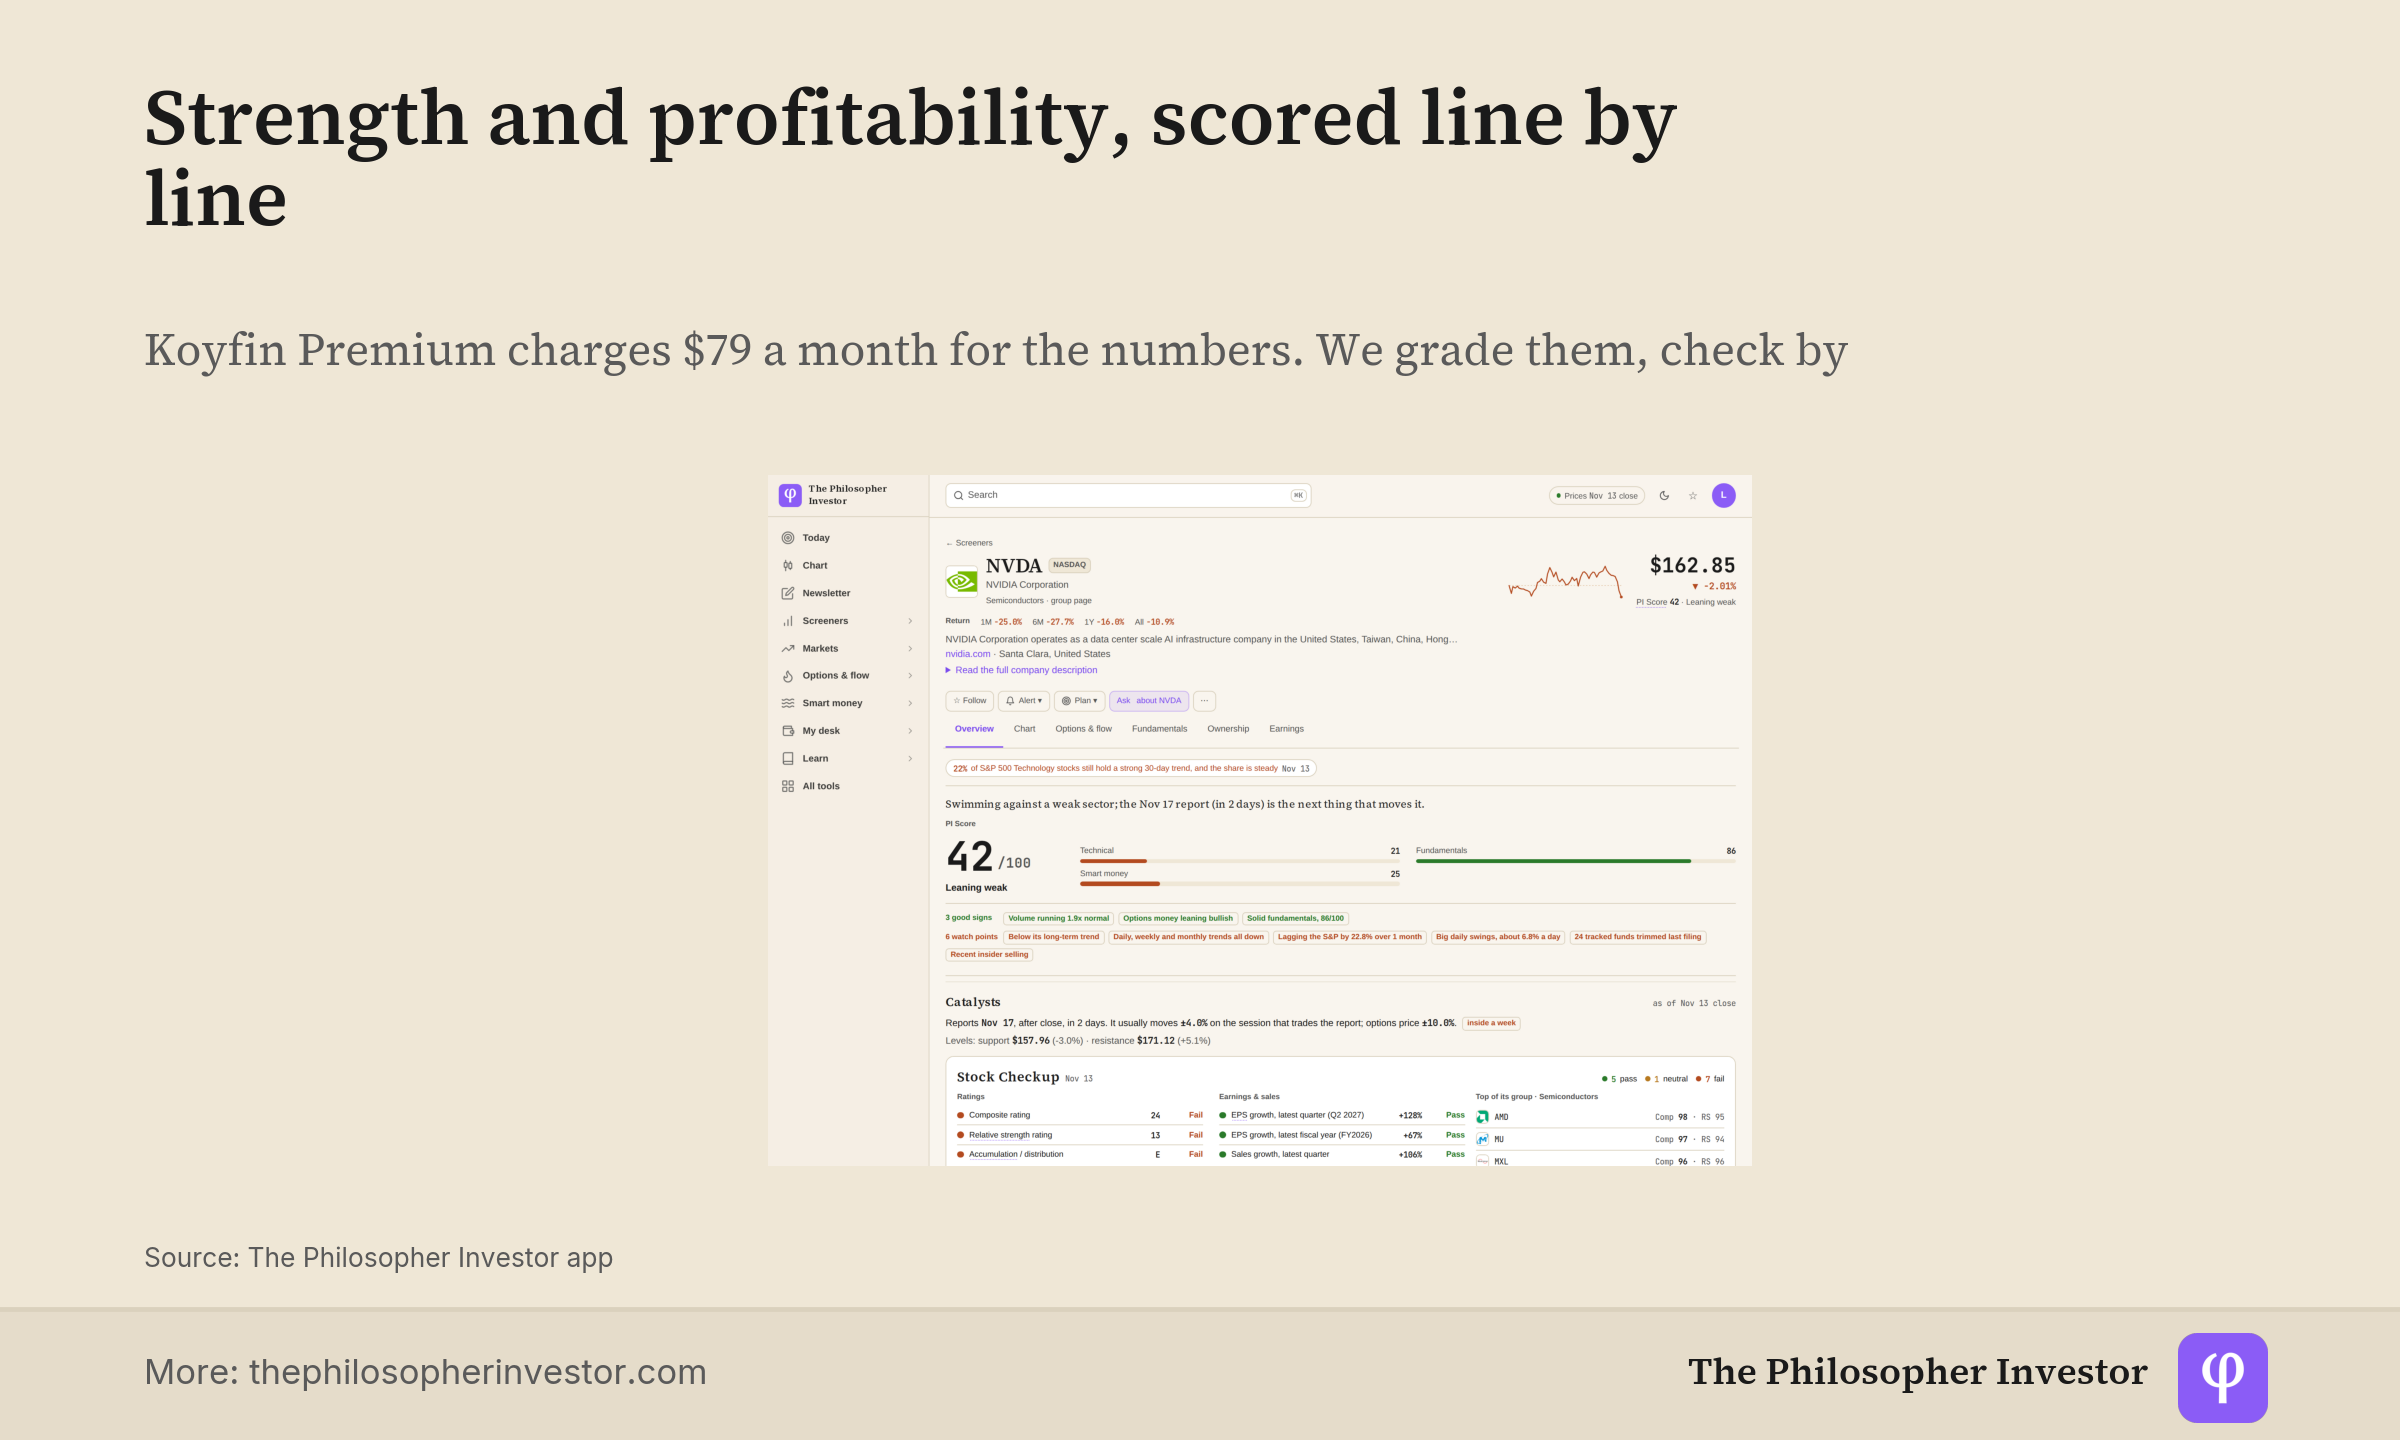 Strength and profitability, scored line by
line
Koyfin Premium charges $79 a month for the numbers. We grade them, check by
φ The Philosopher
Investor
Search ⌘K
Prices Nov 13 close
L
Today
Chart
Newsletter
Screeners
Markets
Options & flow
Smart money
My desk
Learn
All tools
← Screeners
NVDA NASDAQ
NVIDIA Corporation
Semiconductors · group page
$162.85
▼ -2.01%
PI Score 42 · Leaning weak
Return 1M -25.0% 6M -27.7% 1Y -16.0% All -10.9%
NVIDIA Corporation operates as a data center scale AI infrastructure company in the United States, Taiwan, China, Hong…
nvidia.com · Santa Clara, United States
▶ Read the full company description
☆ Follow Alert ▾ Plan ▾ Ask about NVDA ···
Overview Chart Options & flow Fundamentals Ownership Earnings
22% of S&P 500 Technology stocks still hold a strong 30-day trend, and the share is steady Nov 13
Swimming against a weak sector; the Nov 17 report (in 2 days) is the next thing that moves it.
PI Score
42 /100
Leaning weak
Technical 21
Fundamentals 86
Smart money 25
3 good signs Volume running 1.9x normal Options money leaning bullish Solid fundamentals, 86/100
6 watch points Below its long-term trend Daily, weekly and monthly trends all down Lagging the S&P by 22.8% over 1 month Big daily swings, about 6.8% a day 24 tracked funds trimmed last filing
Recent insider selling
Catalysts as of Nov 13 close
Reports Nov 17, after close, in 2 days. It usually moves ±4.0% on the session that trades the report; options price ±10.0%. inside a week
Levels: support $157.96 (-3.0%) · resistance $171.12 (+5.1%)
Stock Checkup Nov 13
5 pass 1 neutral 7 fail
Ratings
Composite rating 24 Fail
Relative strength rating 13 Fail
Accumulation / distribution E Fail
Earnings & sales
EPS growth, latest quarter (Q2 2027) +128% Pass
EPS growth, latest fiscal year (FY2026) +67% Pass
Sales growth, latest quarter +106% Pass
Top of its group · Semiconductors
AMD Comp 98 · RS 95
MU Comp 97 · RS 94
MXL Comp 96 · RS 96
Source: The Philosopher Investor app
More: thephilosopherinvestor.com
The Philosopher Investor φ